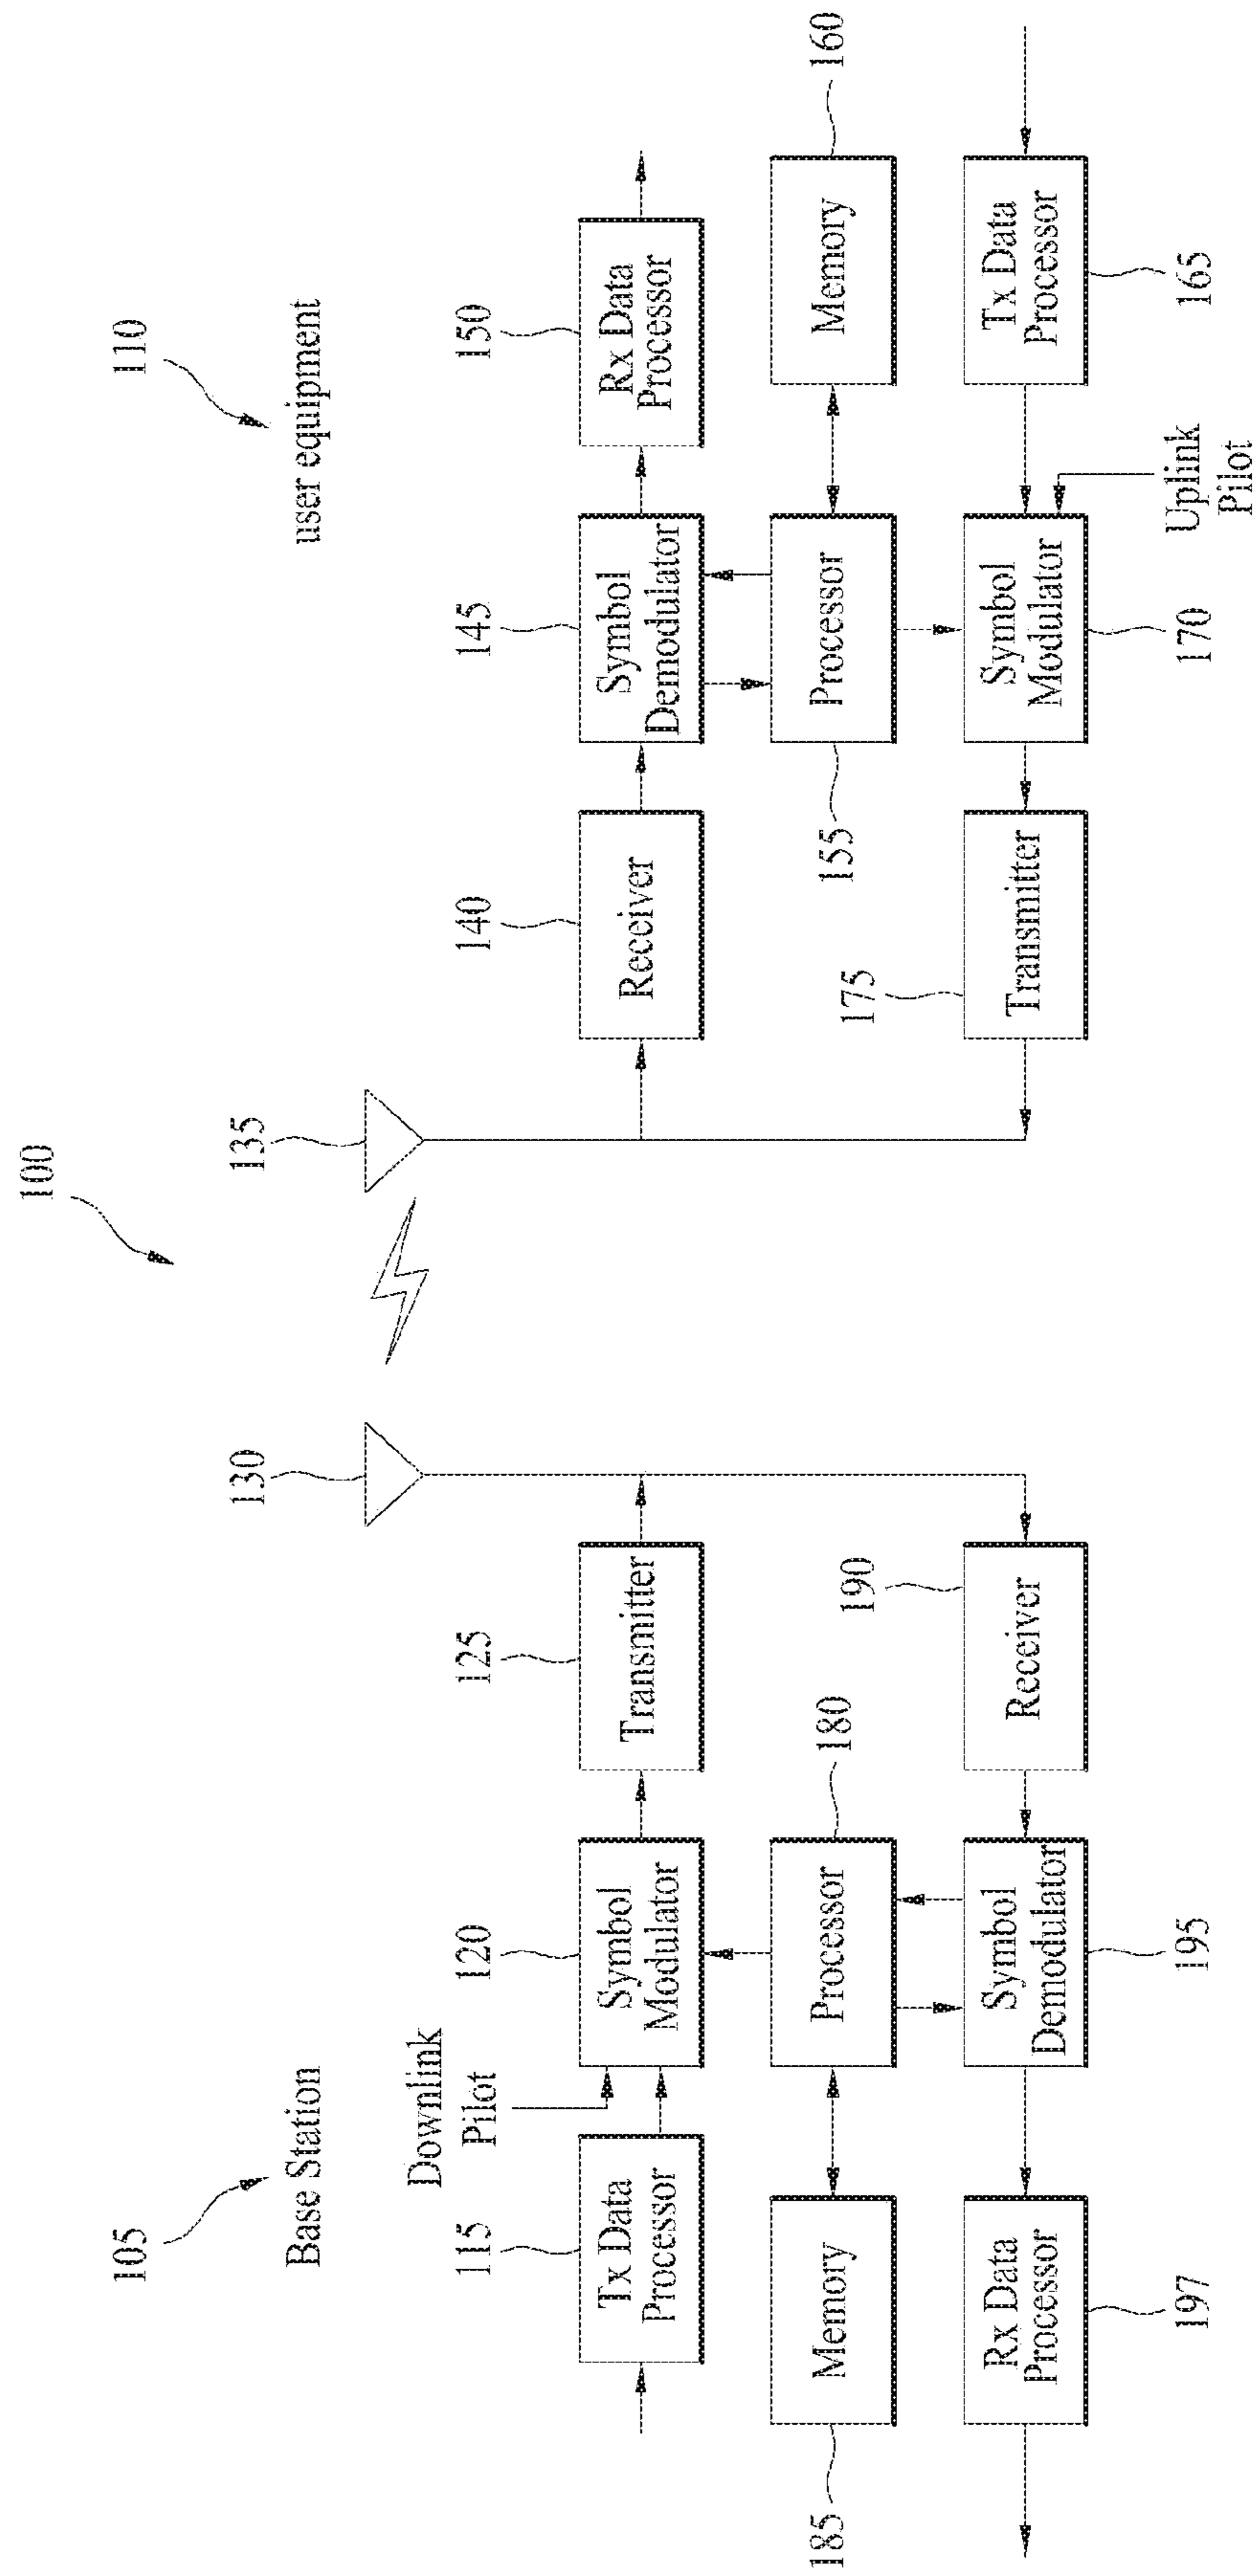 100
105
Base Station
110
user equipment
130
135
Downlink
Pilot
115
Tx Data
Processor
120
Symbol
Modulator
125
Transmitter
140
Receiver
145
Symbol
Demodulator
150
Rx Data
Processor
185
Memory
180
Processor
155
Processor
160
Memory
197
Rx Data
Processor
195
Symbol
Demodulator
190
Receiver
175
Transmitter
170
Symbol
Modulator
165
Tx Data
Processor
Uplink
Pilot